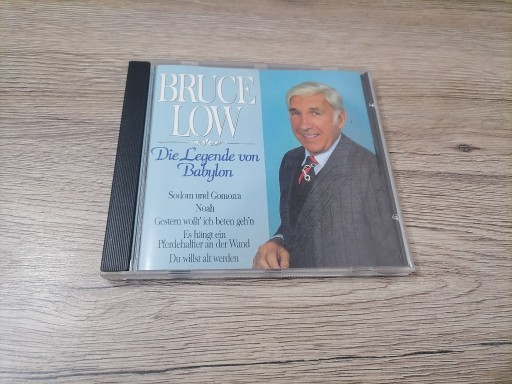 BRUCE
LOW
Die Legende von
Babylon
Sodom und Gomorra
Noah
Gestern wollt' ich beten geh'n
Es hängt ein
Pferdehalfter an der Wand
Du willst alt werden